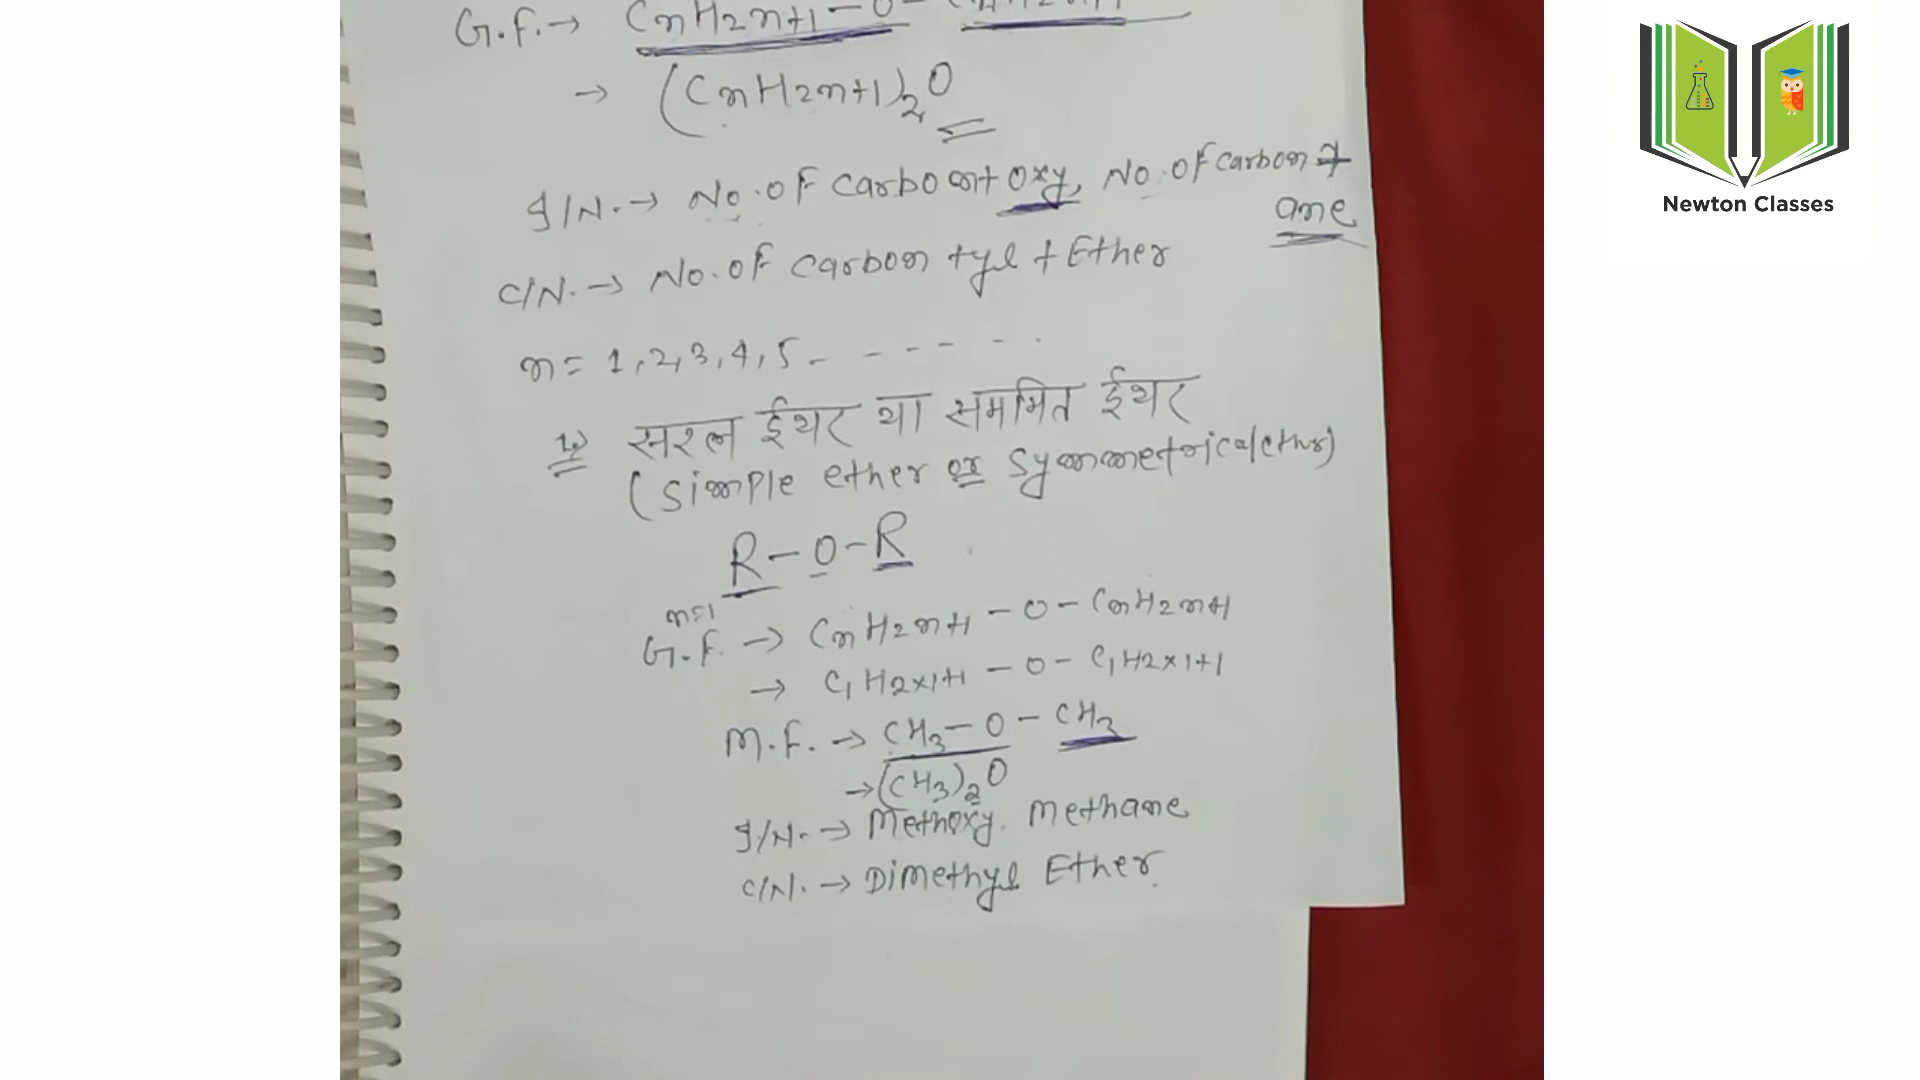 G.F. → CnH2n+1 - O -
→ (CnH2n+1)2O
I/N. → No. of carbon + oxy, No. of carbon +
ane
C/N. → No. of carbon + yl + Ether
n = 1, 2, 3, 4, 5 - - - - - -
1) सरल ईथर या सममित ईथर
(Simple ether or Symmetrical ether)
R - O - R
n=1
G.F. → CnH2n+1 - O - CnH2n+1
→ C1H2×1+1 - O - C1H2×1+1
M.F. → CH3 - O - CH3
→ (CH3)2O
I/N. → Methoxy Methane
C/N. → Dimethyl Ether
Newton Classes